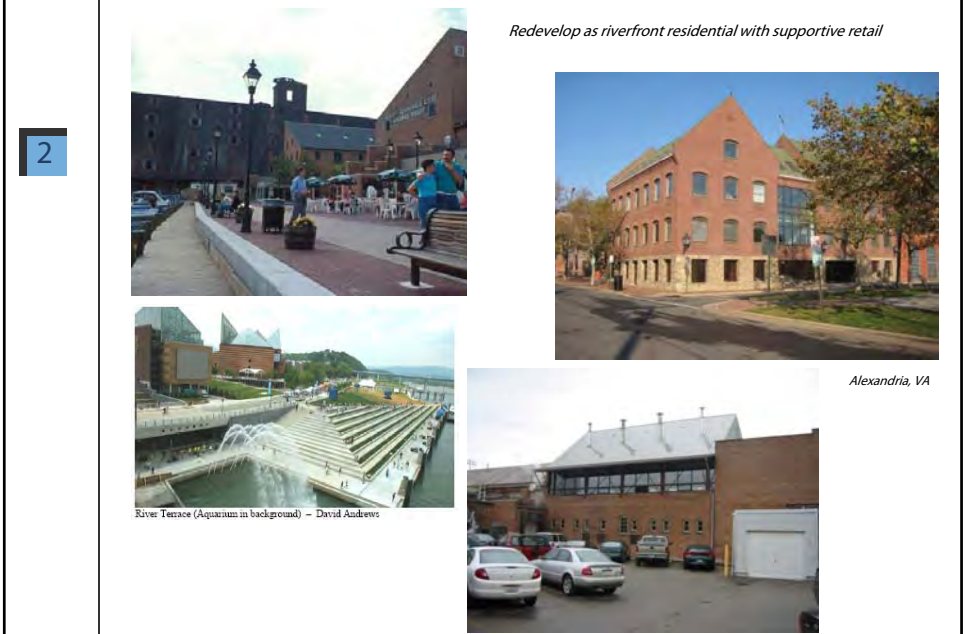 Redevelop as riverfront residential with supportive retail
2
Alexandria, VA
River Terrace (Aquarium in background) – David Andrews